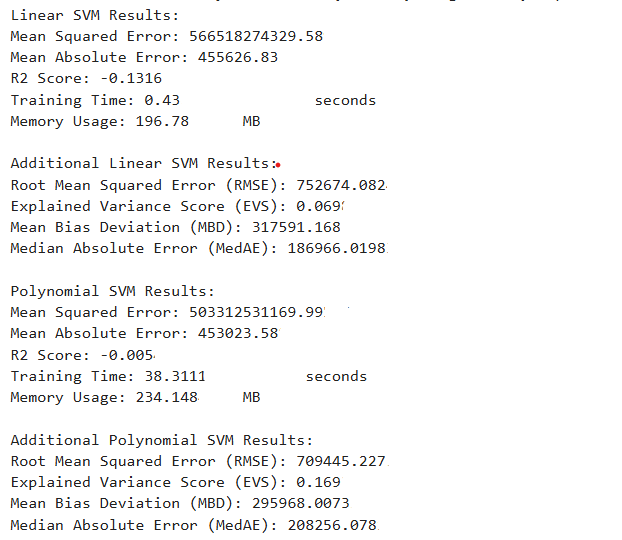 Linear SVM Results:
Mean Squared Error: 566518274329.58
Mean Absolute Error: 455626.83
R2 Score: -0.1316
Training Time: 0.43 seconds
Memory Usage: 196.78 MB
Additional Linear SVM Results:
Root Mean Squared Error (RMSE): 752674.082
Explained Variance Score (EVS): 0.069
Mean Bias Deviation (MBD): 317591.168
Median Absolute Error (MedAE): 186966.0198
Polynomial SVM Results:
Mean Squared Error: 503312531169.99
Mean Absolute Error: 453023.58
R2 Score: -0.005
Training Time: 38.3111 seconds
Memory Usage: 234.148 MB
Additional Polynomial SVM Results:
Root Mean Squared Error (RMSE): 709445.227
Explained Variance Score (EVS): 0.169
Mean Bias Deviation (MBD): 295968.0073
Median Absolute Error (MedAE): 208256.078